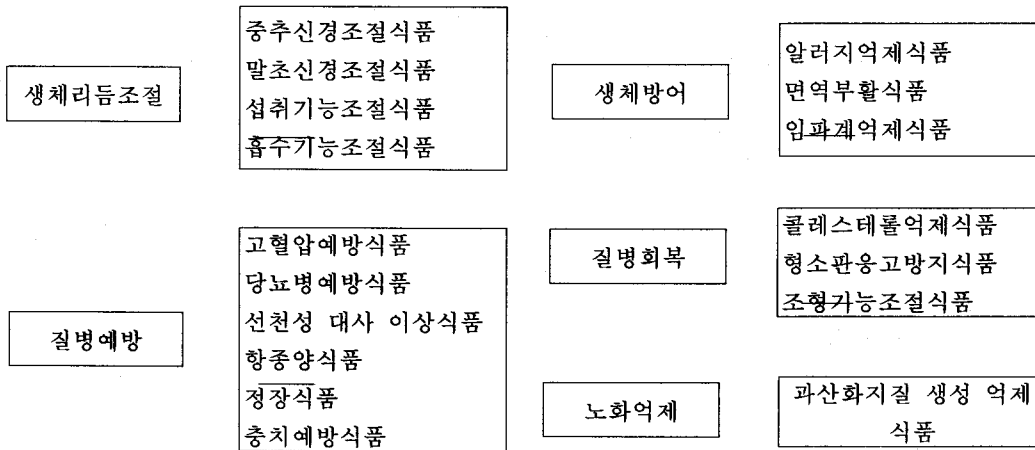 생체리듬조절
중추신경조절식품
말초신경조절식품
섭취기능조절식품
흡수기능조절식품
생체방어
알러지억제식품
면역부활식품
임파계억제식품
질병예방
고혈압예방식품
당뇨병예방식품
선천성 대사 이상식품
항종양식품
정장식품
충치예방식품
질병회복
콜레스테롤억제식품
형소판응고방지식품
조형기능조절식품
노화억제
과산화지질 생성 억제
식품